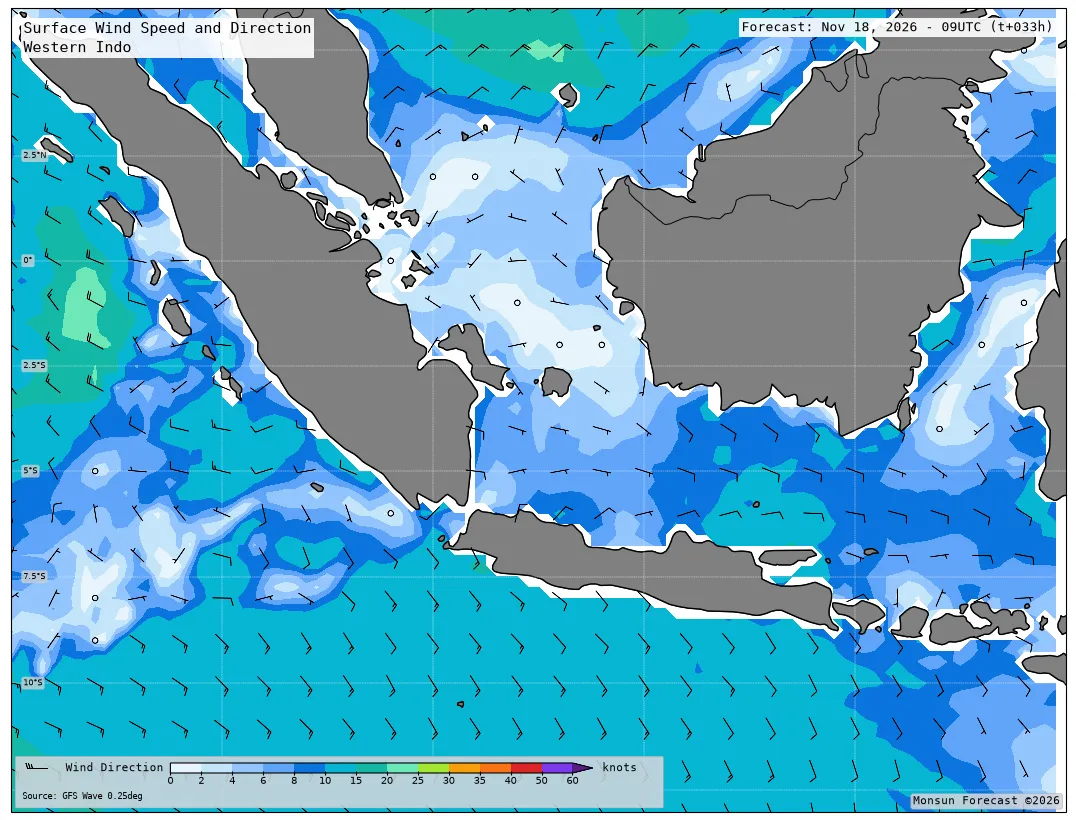 Surface Wind Speed and Direction
Western Indo
Forecast: Nov 18, 2026 - 09UTC (t+033h)
2.5°N
0°
2.5°S
5°S
7.5°S
10°S
Wind Direction
0 2 4 6 8 10 15 20 25 30 35 40 50 60
knots
Source: GFS Wave 0.25deg
Monsun Forecast ©2026